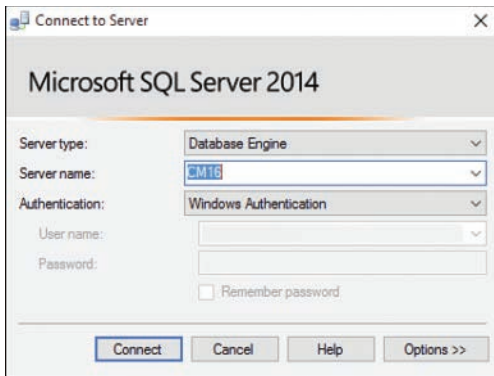 Connect to Server
Microsoft SQL Server 2014
Server type: Database Engine
Server name: CM16
Authentication: Windows Authentication
User name:
Password:
Remember password
Connect Cancel Help Options >>